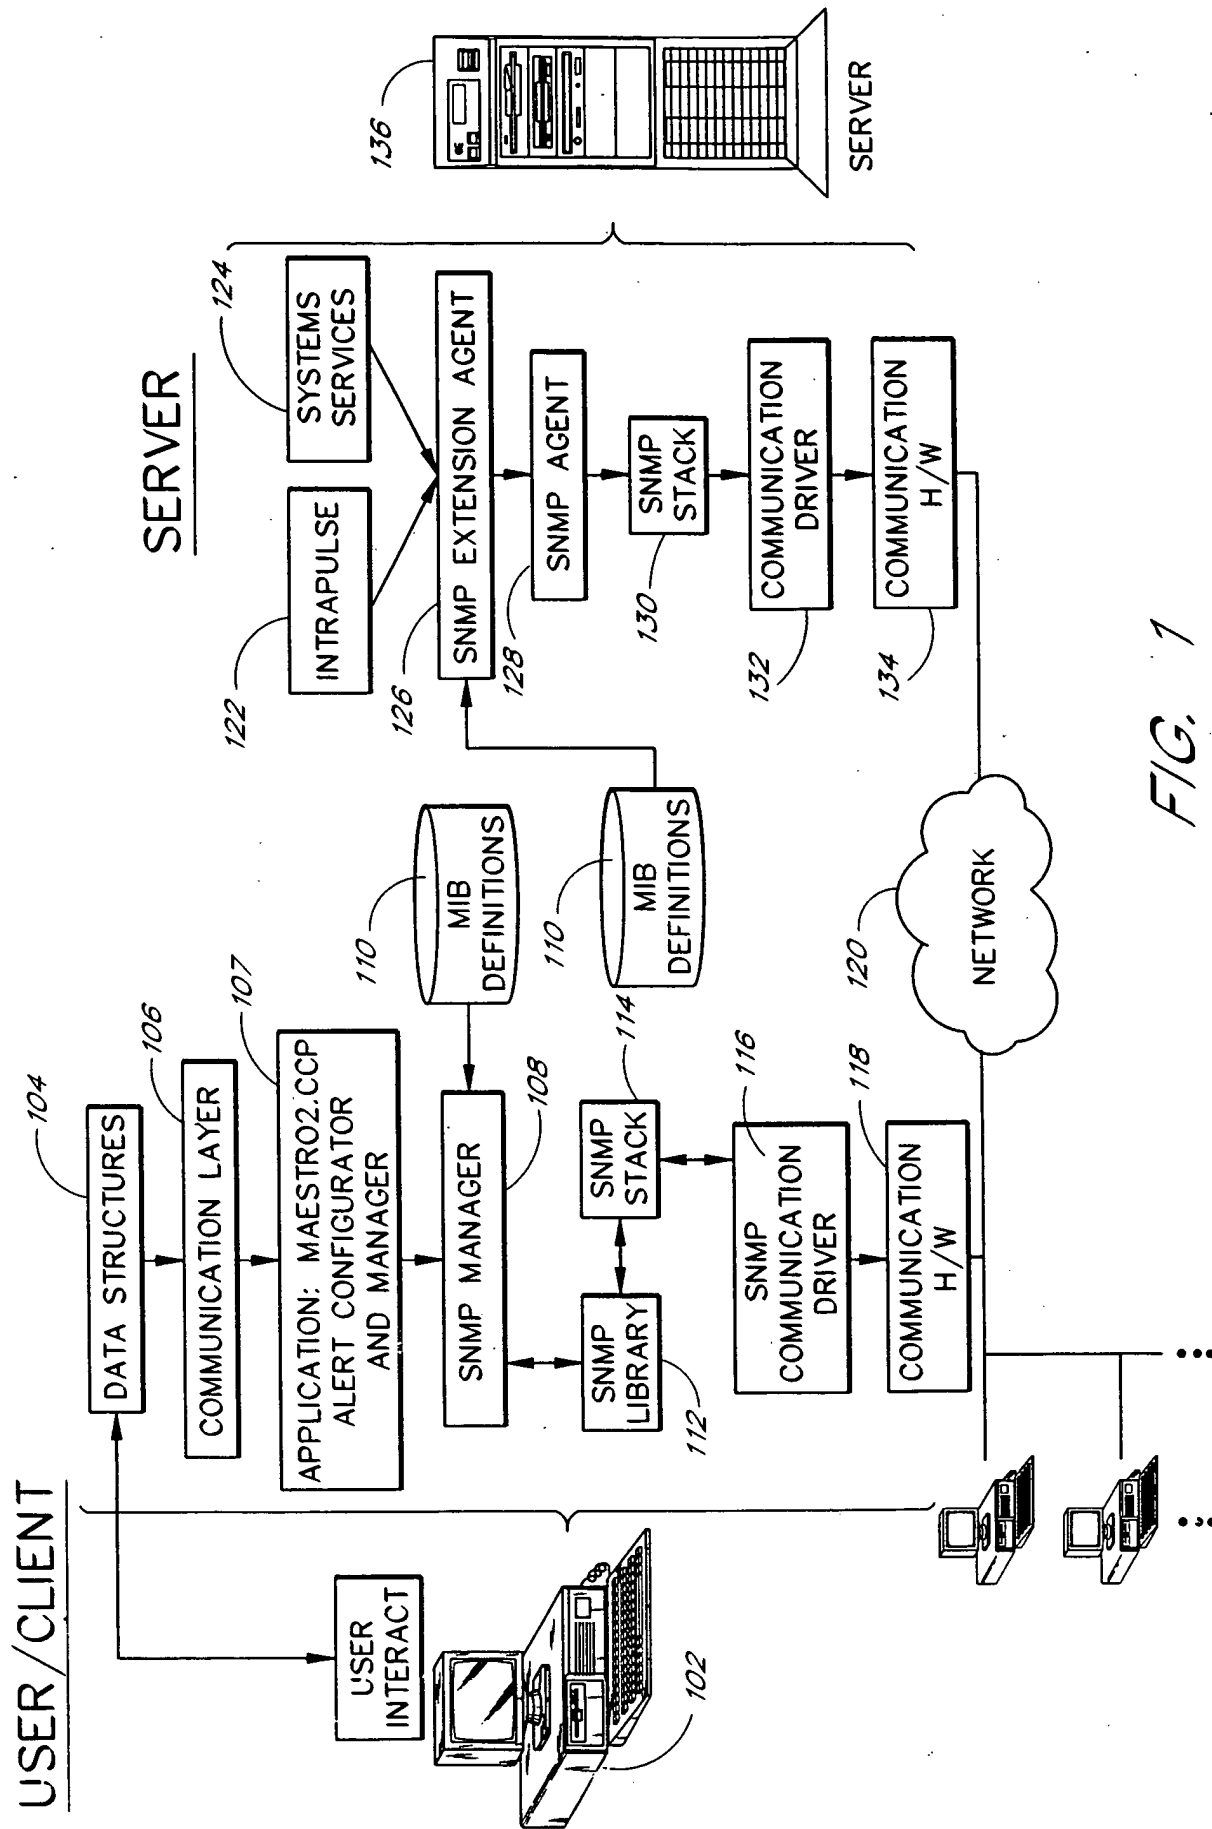 USER/CLIENT
USER
INTERACT
102
104
DATA STRUCTURES
106
COMMUNICATION LAYER
107
APPLICATION: MAESTRO2.CCP
ALERT CONFIGURATOR
AND MANAGER
110
MIB
DEFINITIONS
SNMP MANAGER
108
SNMP
LIBRARY
112
SNMP
STACK
114
110
MIB
DEFINITIONS
116
SNMP
COMMUNICATION
DRIVER
118
COMMUNICATION
H/W
120
NETWORK
SERVER
122
INTRAPULSE
124
SYSTEMS
SERVICES
126
SNMP EXTENSION AGENT
128
SNMP AGENT
130
SNMP
STACK
132
COMMUNICATION
DRIVER
134
COMMUNICATION
H/W
136
SERVER
FIG. 1